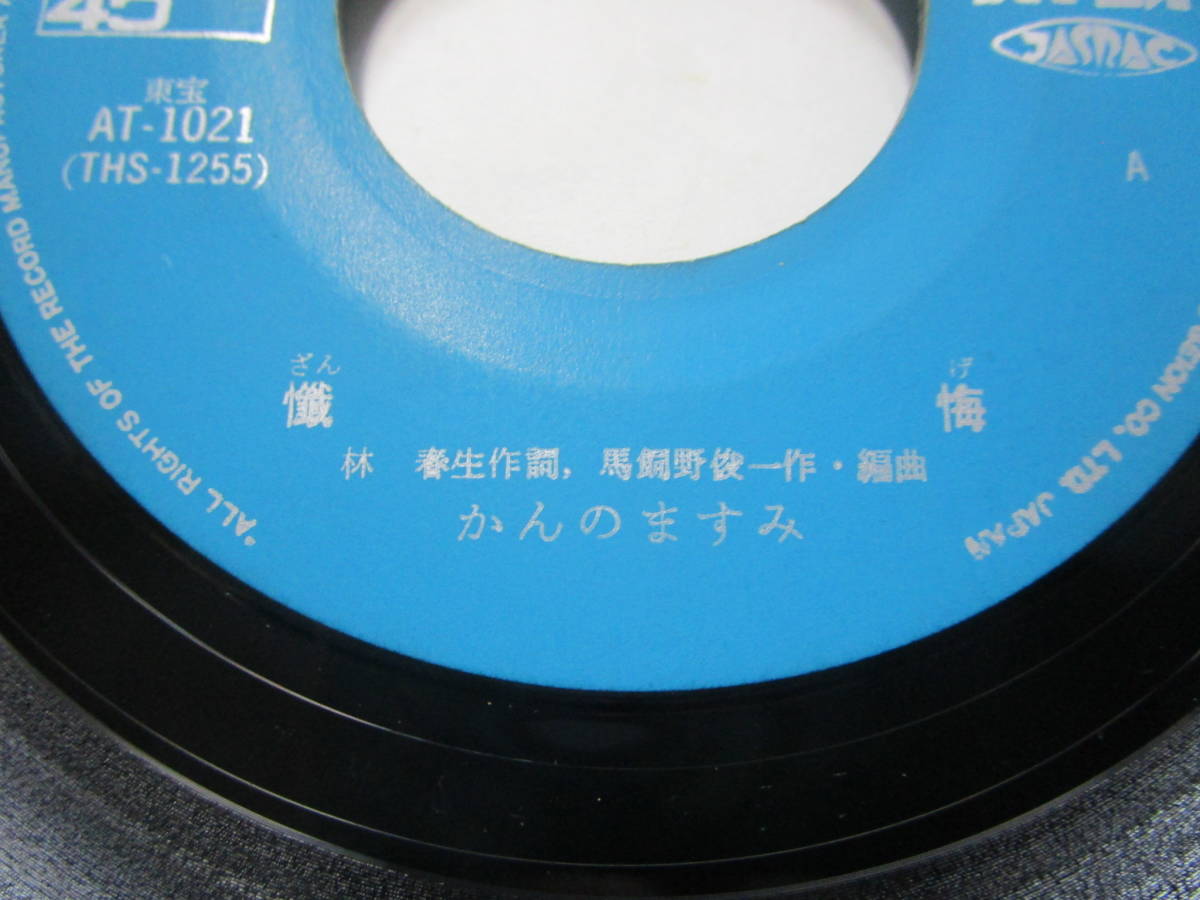 45
JASRAC
東宝
AT-1021
(THS-1255)
A
ざん げ
懺 悔
林 春生作詞, 馬飼野俊一作・編曲
かんのますみ
"ALL RIGHTS OF THE RECORD
CO., LTD. JAPAN